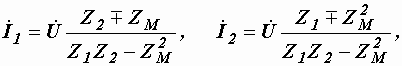 İ₁ = U̇ (Z₂ ∓ Z_M) / (Z₁Z₂ − Z_M²), İ₂ = U̇ (Z₁ ∓ Z_M²) / (Z₁Z₂ − Z_M²),